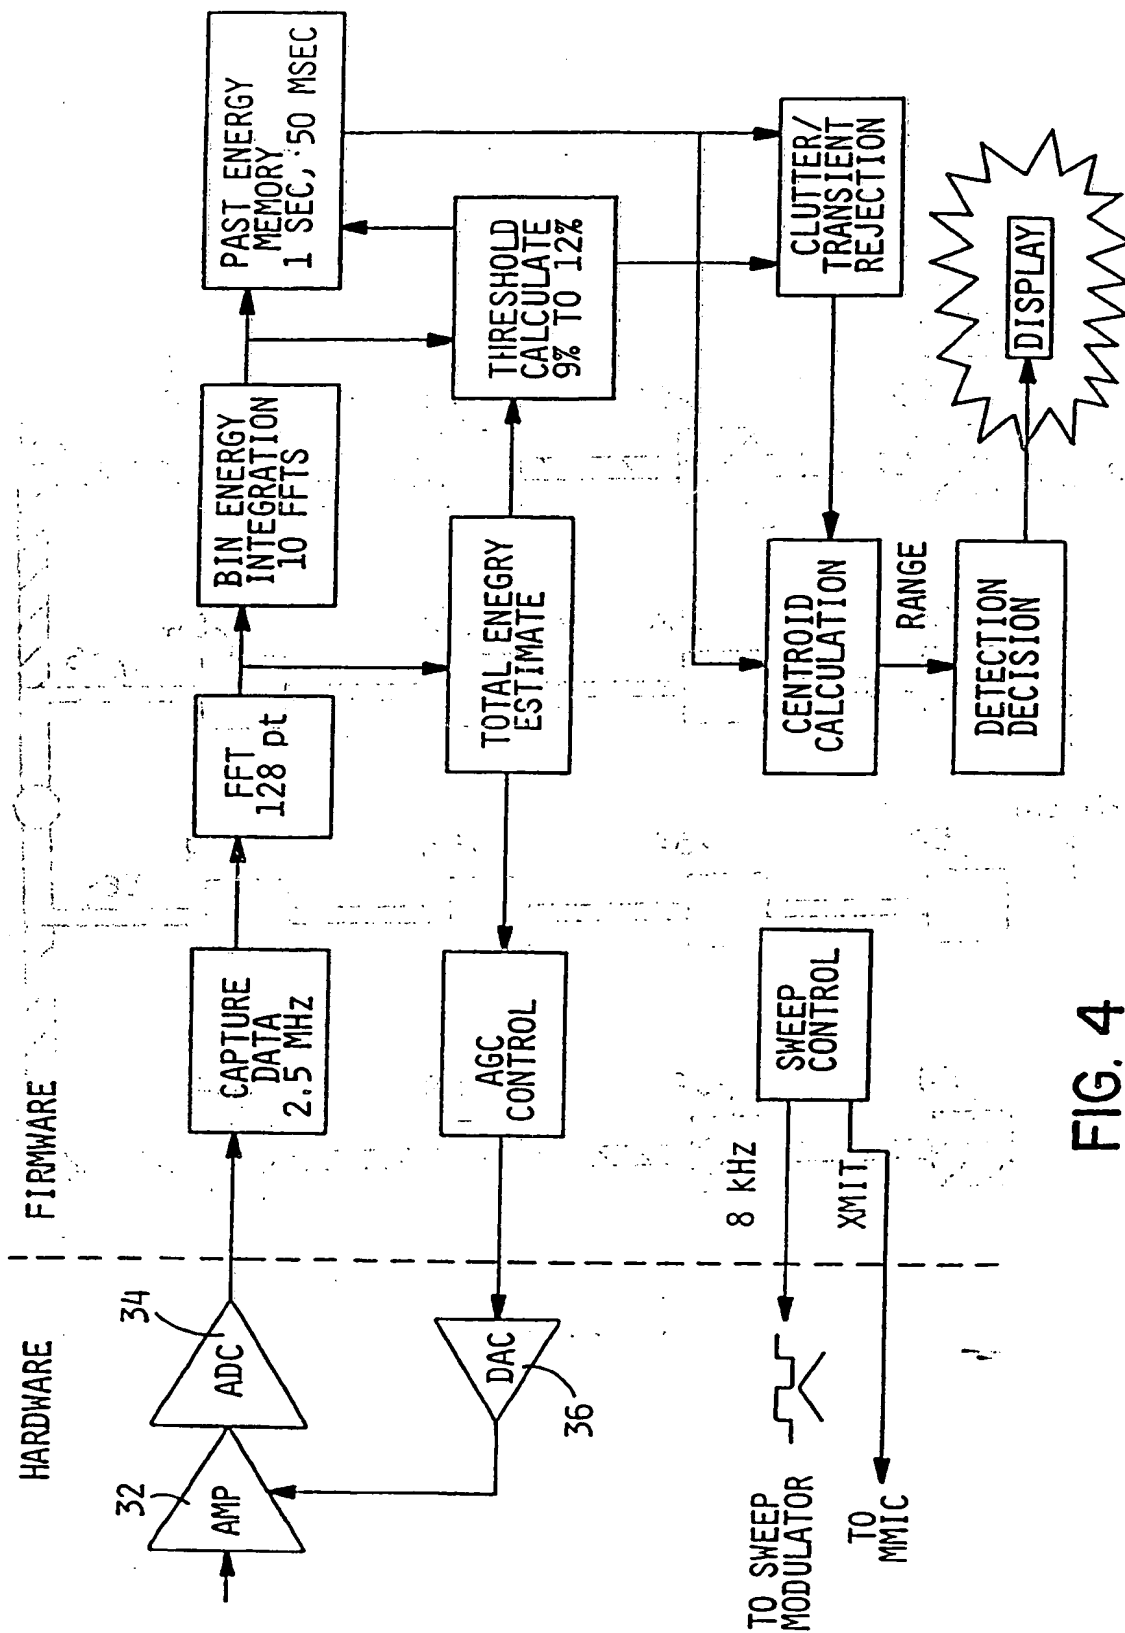 HARDWARE
FIRMWARE
32
AMP
34
ADC
CAPTURE
DATA
2.5 MHz
FFT
128 pt
BIN ENERGY
INTEGRATION
10 FFTS
PAST ENERGY
MEMORY
1 SEC, 50 MSEC
DAC
36
AGC
CONTROL
TOTAL ENEGRY
ESTIMATE
THRESHOLD
CALCULATE
9% TO 12%
TO SWEEP
MODULATOR
8 kHz
XMIT
TO
MMIC
SWEEP
CONTROL
CENTROID
CALCULATION
CLUTTER/
TRANSIENT
REJECTION
RANGE
DETECTION
DECISION
DISPLAY
FIG. 4